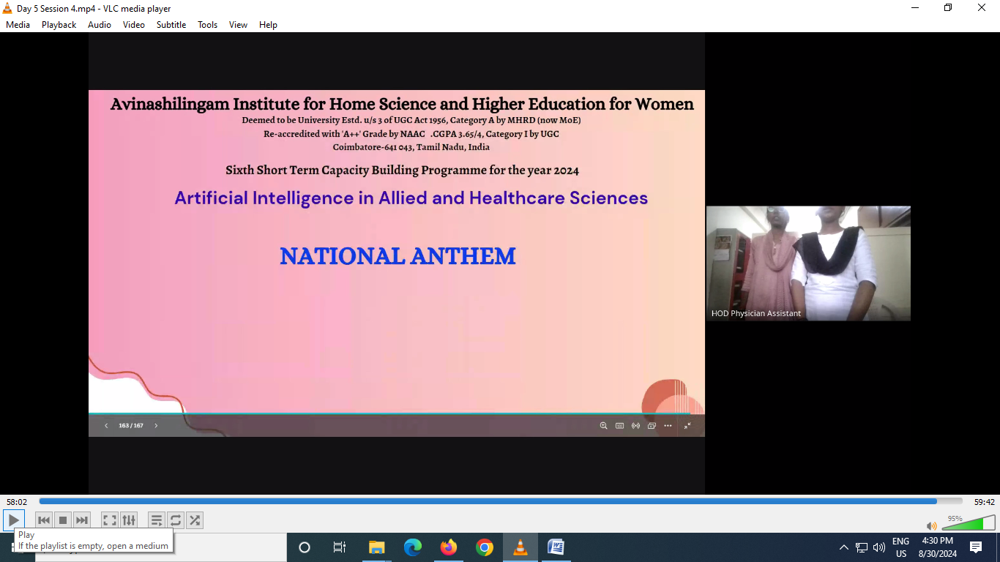 Day 5 Session 4.mp4 - VLC media player
Media Playback Audio Video Subtitle Tools View Help
Avinashilingam Institute for Home Science and Higher Education for Women
Deemed to be University Estd. u/s 3 of UGC Act 1956, Category A by MHRD (now MoE)
Re-accredited with 'A++' Grade by NAAC .CGPA 3.65/4, Category I by UGC
Coimbatore-641 043, Tamil Nadu, India
Sixth Short Term Capacity Building Programme for the year 2024
Artificial Intelligence in Allied and Healthcare Sciences
NATIONAL ANTHEM
HOD Physician Assistant
163 / 167
58:02
59:42
95%
Play
If the playlist is empty, open a medium
ENG
US
4:30 PM
8/30/2024